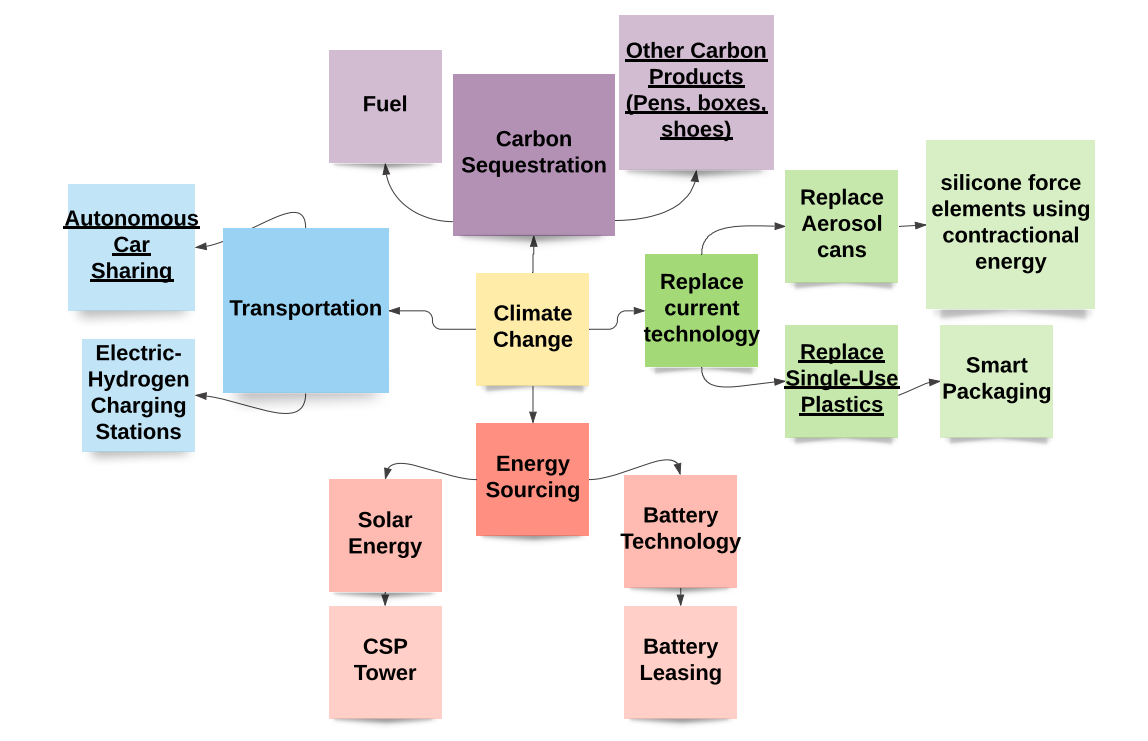 Fuel
Carbon
Sequestration
Other Carbon
Products
(Pens, boxes,
shoes)
Autonomous
Car
Sharing
Transportation
Electric-
Hydrogen
Charging
Stations
Climate
Change
Replace
current
technology
Replace
Aerosol
cans
silicone force
elements using
contractional
energy
Replace
Single-Use
Plastics
Smart
Packaging
Energy
Sourcing
Solar
Energy
Battery
Technology
CSP
Tower
Battery
Leasing